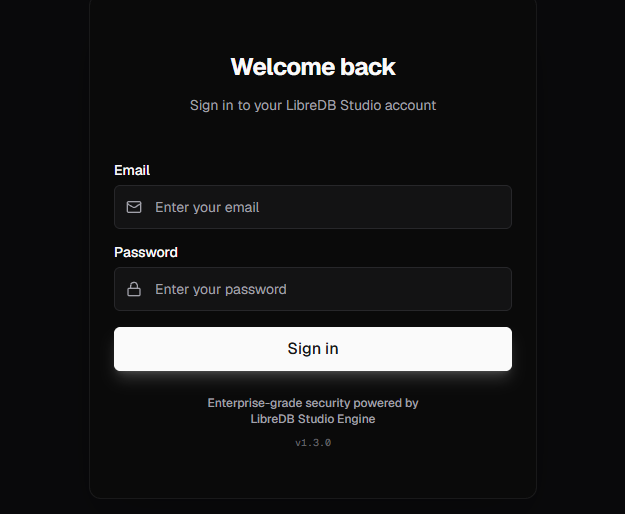 Welcome back
Sign in to your LibreDB Studio account
Email
Enter your email
Password
Enter your password
Sign in
Enterprise-grade security powered by
LibreDB Studio Engine
v1.3.0